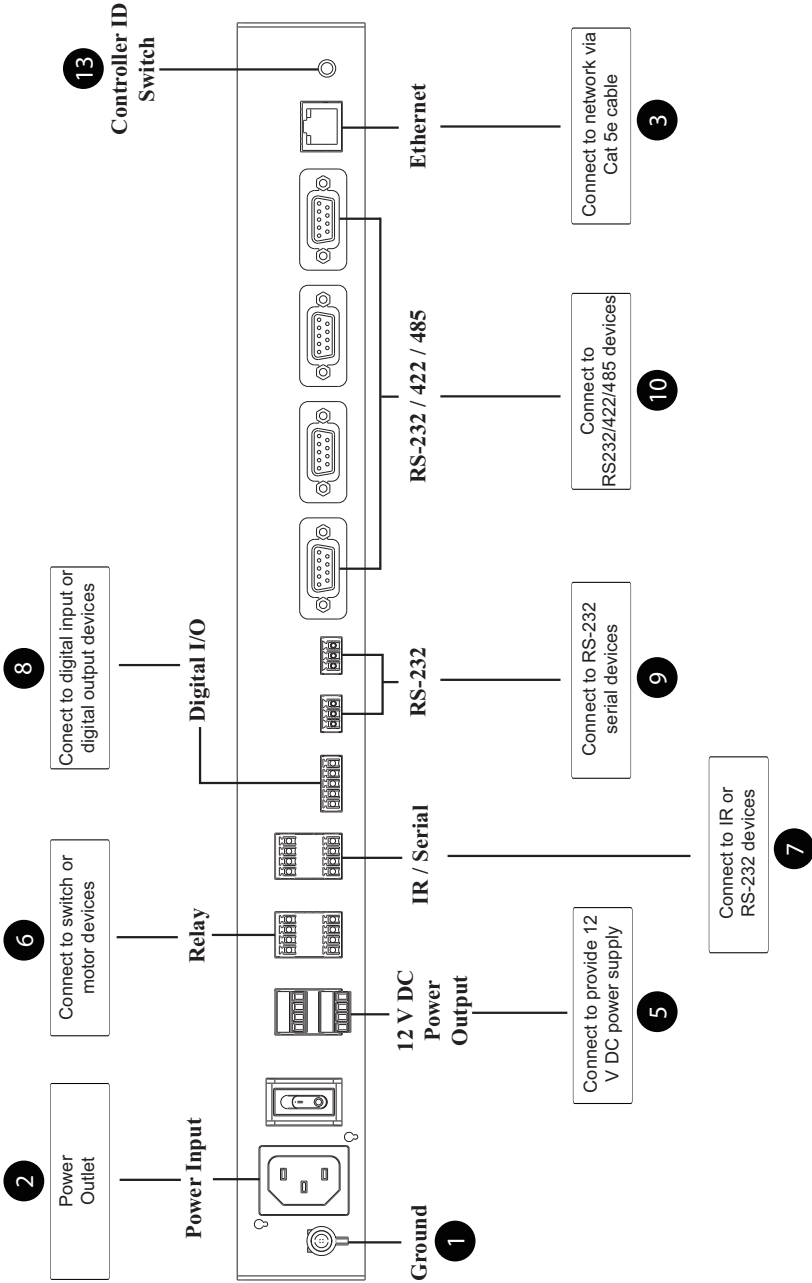 2
Power
Outlet
Power Input
6
Connect to switch or
motor devices
Relay
8
Conect to digital input or
digital output devices
Digital I/O
13
Controller ID
Switch
Ground
1
12 V DC
Power
Output
Connect to provide 12
V DC power supply
5
IR / Serial
Connect to IR or
RS-232 devices
7
RS-232
Connect to RS-232
serial devices
9
RS-232 / 422 / 485
Connect to
RS232/422/485 devices
10
Ethernet
Connect to network via
Cat 5e cable
3